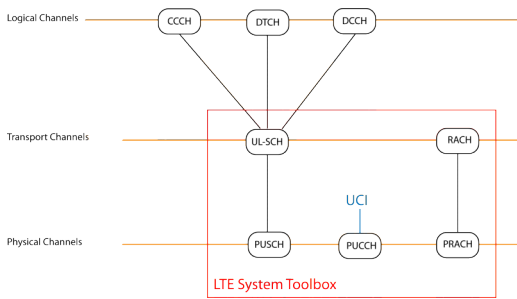 Logical Channels
CCCH
DTCH
DCCH
Transport Channels
UL-SCH
RACH
UCI
Physical Channels
PUSCH
PUCCH
PRACH
LTE System Toolbox